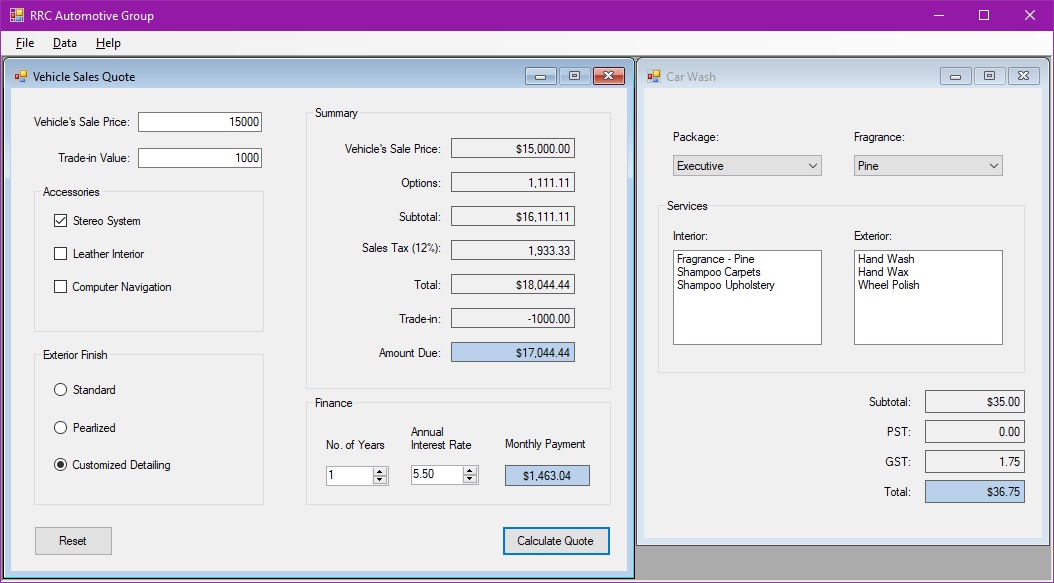 RRC Automotive Group
File Data Help
Vehicle Sales Quote
Vehicle's Sale Price: 15000
Trade-in Value: 1000
Accessories
Stereo System
Leather Interior
Computer Navigation
Exterior Finish
Standard
Pearlized
Customized Detailing
Reset
Summary
Vehicle's Sale Price: $15,000.00
Options: 1,111.11
Subtotal: $16,111.11
Sales Tax (12%): 1,933.33
Total: $18,044.44
Trade-in: -1000.00
Amount Due: $17,044.44
Finance
No. of Years
1
Annual
Interest Rate
5.50
Monthly Payment
$1,463.04
Calculate Quote
Car Wash
Package:
Executive
Fragrance:
Pine
Services
Interior:
Fragrance - Pine
Shampoo Carpets
Shampoo Upholstery
Exterior:
Hand Wash
Hand Wax
Wheel Polish
Subtotal: $35.00
PST: 0.00
GST: 1.75
Total: $36.75